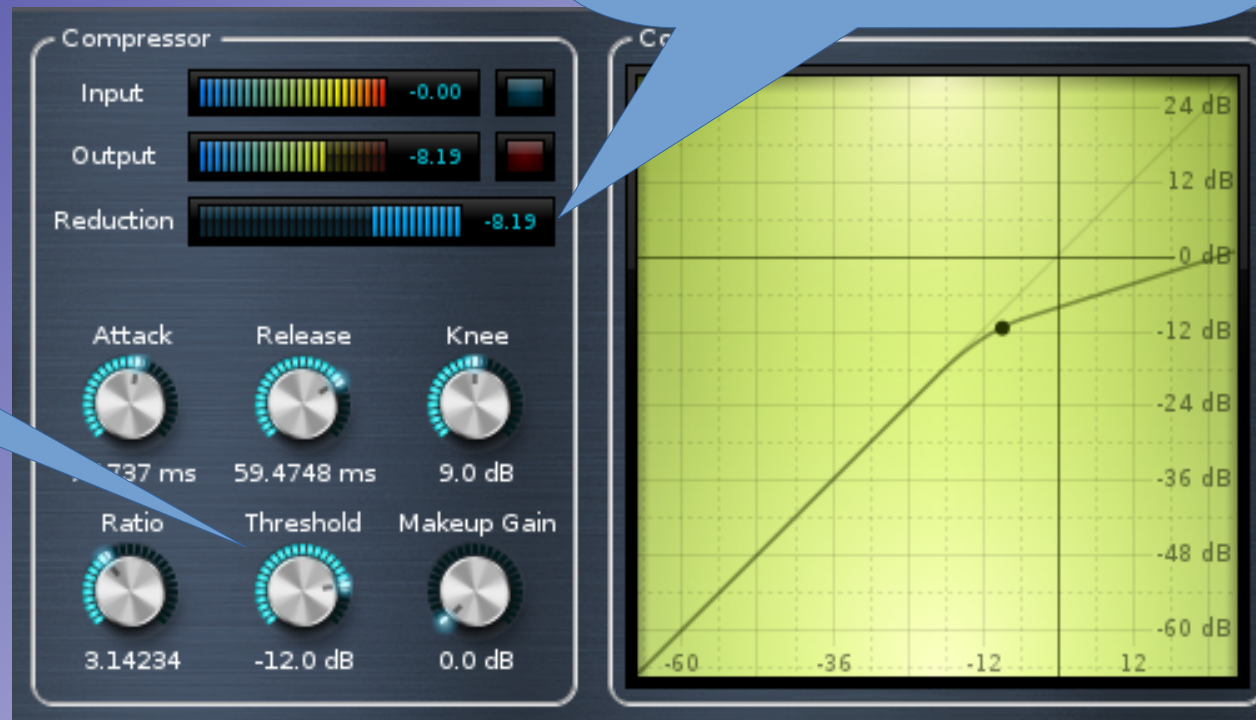 Compressor
Input -0.00
Output -8.19
Reduction -8.19
Attack Release Knee
737 ms 59.4748 ms 9.0 dB
Ratio Threshold Makeup Gain
3.14234 -12.0 dB 0.0 dB
24 dB
12 dB
0 dB
-12 dB
-24 dB
-36 dB
-48 dB
-60 dB
-60 -36 -12 12